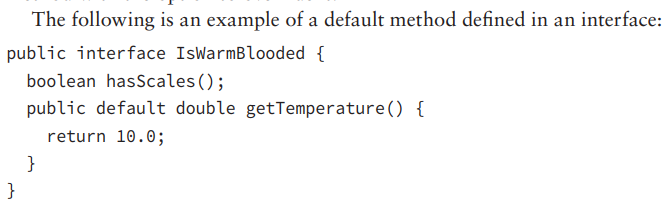 The following is an example of a default method defined in an interface:
public interface IsWarmBlooded {
  boolean hasScales();
  public default double getTemperature() {
    return 10.0;
  }
}